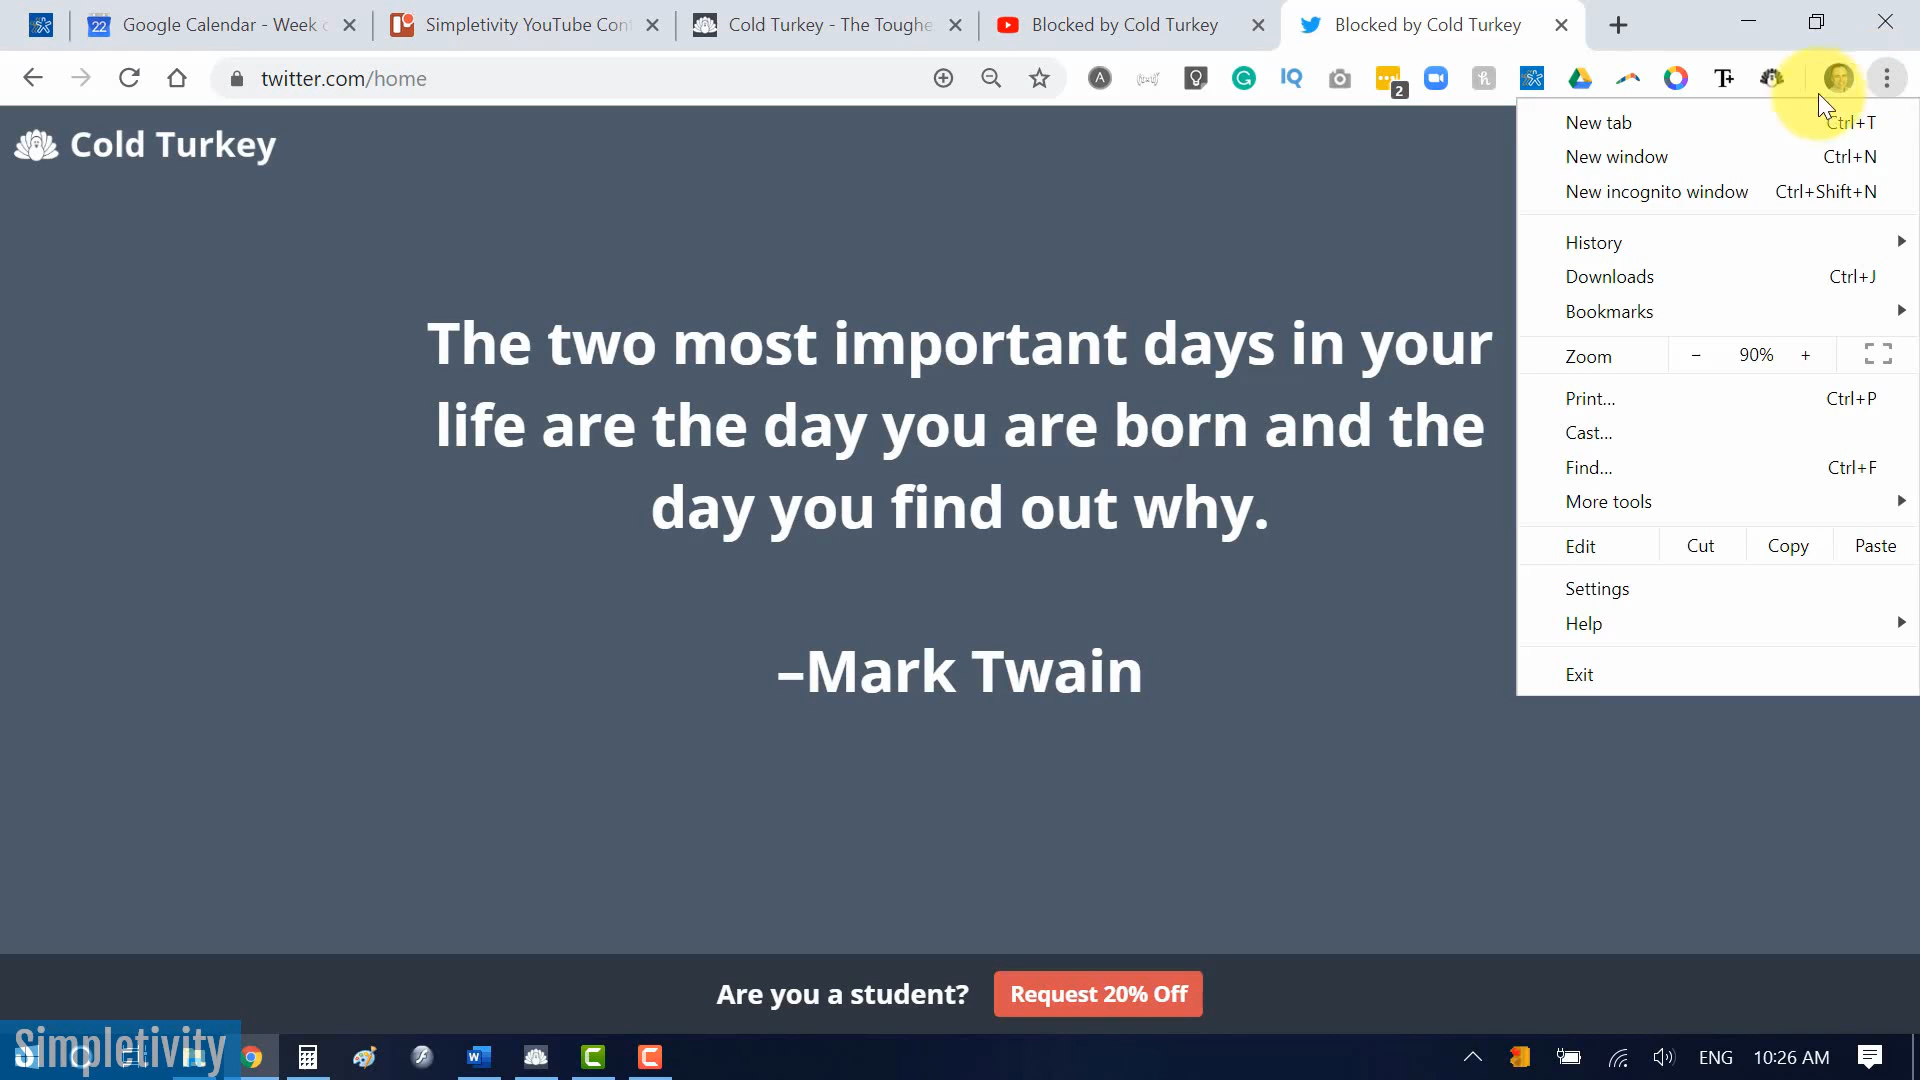 Google Calendar - Week
Simpletivity YouTube Con
Cold Turkey - The Toughe
Blocked by Cold Turkey
Blocked by Cold Turkey
twitter.com/home
2
Cold Turkey
The two most important days in your
life are the day you are born and the
day you find out why.
–Mark Twain
New tab Ctrl+T
New window Ctrl+N
New incognito window Ctrl+Shift+N
History
Downloads Ctrl+J
Bookmarks
Zoom − 90% +
Print... Ctrl+P
Cast...
Find... Ctrl+F
More tools
Edit Cut Copy Paste
Settings
Help
Exit
Are you a student? Request 20% Off
Simpletivity
ENG 10:26 AM